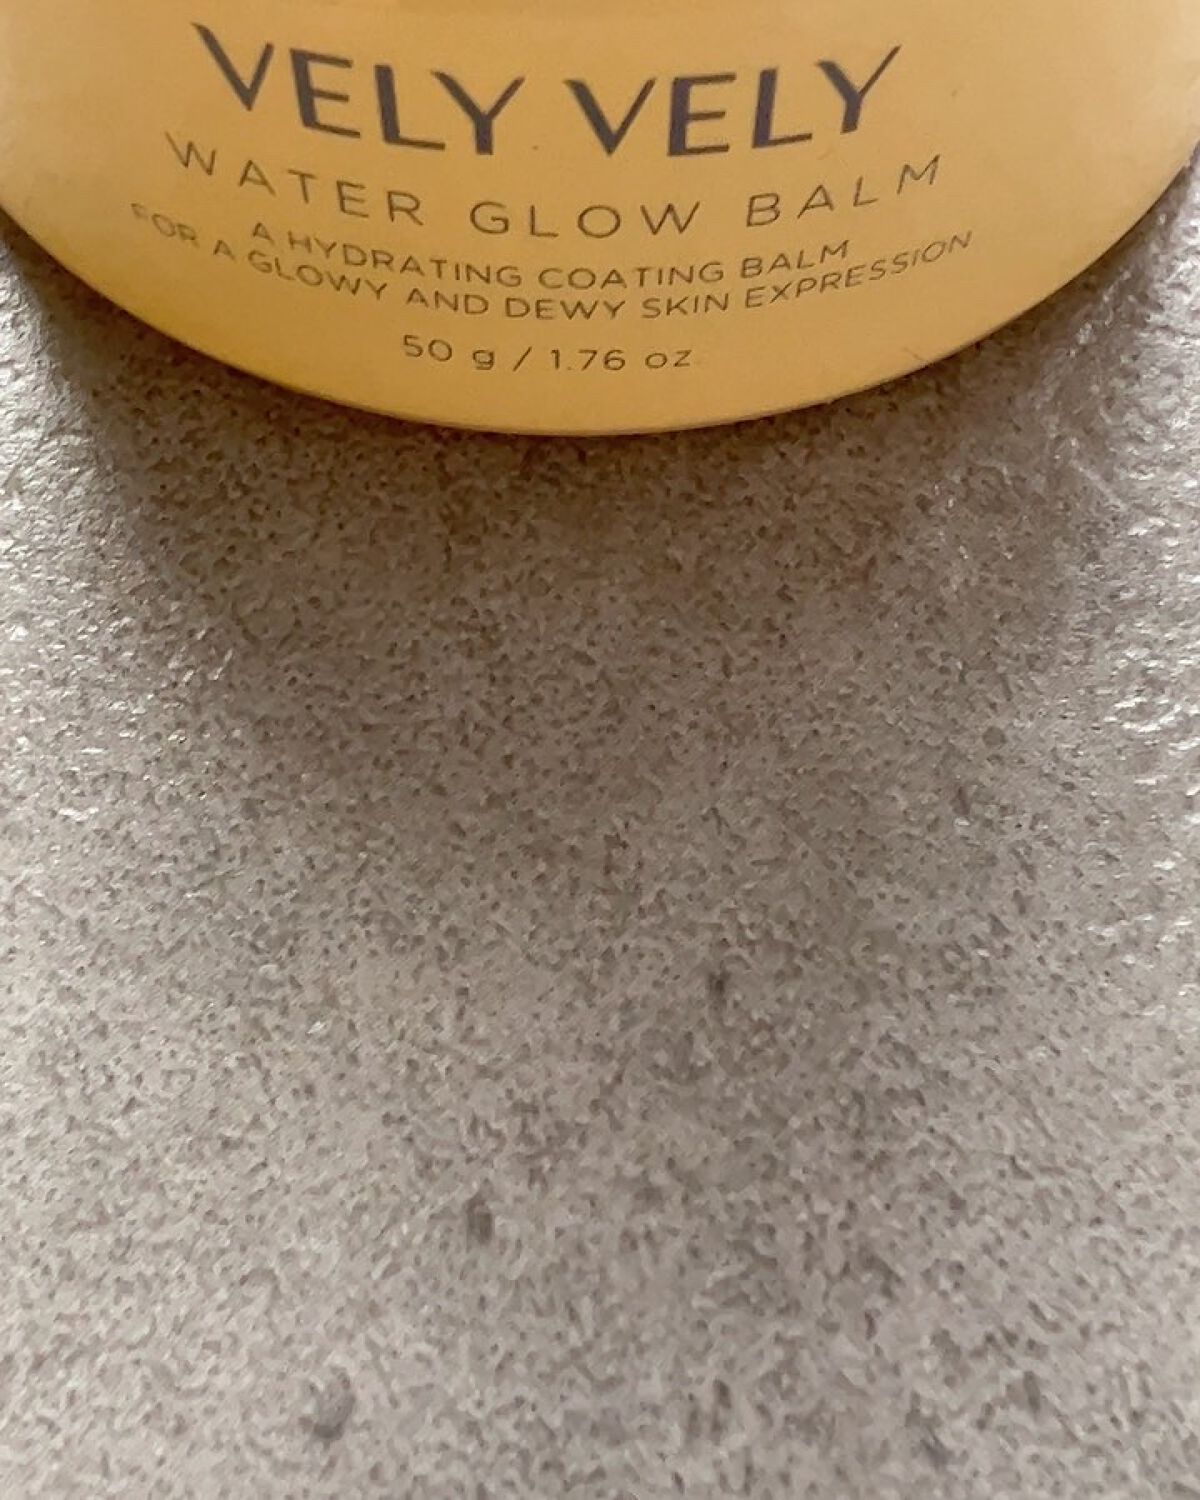 VELY VELY
WATER GLOW BALM
A HYDRATING COATING BALM
FOR A GLOWY AND DEWY SKIN EXPRESSION
50 g / 1.76 oz